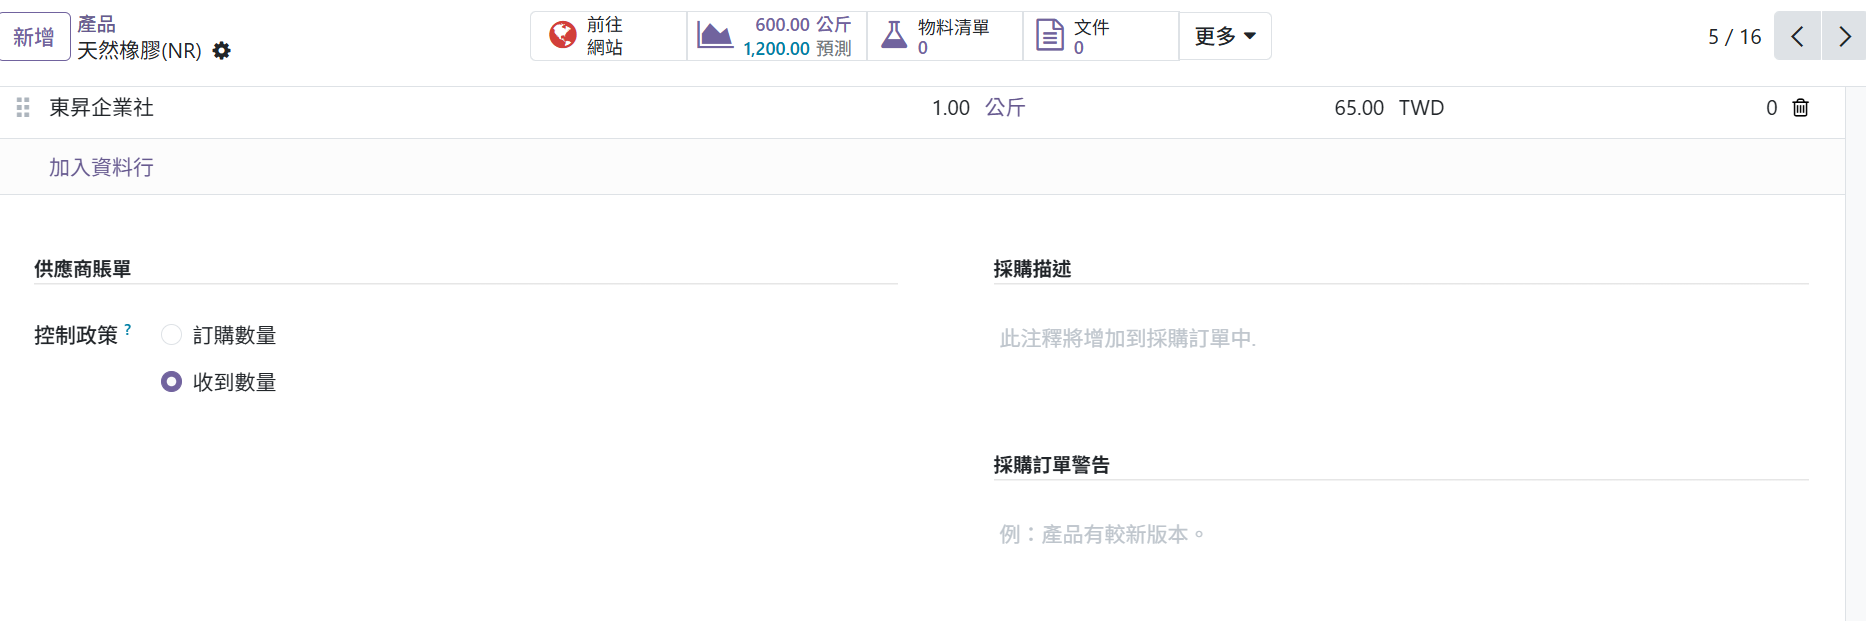 新增
產品
天然橡膠(NR)
前往
網站
600.00 公斤
1,200.00 預測
物料清單
0
文件
0
更多
5 / 16
東昇企業社 1.00 公斤 65.00 TWD 0
加入資料行
供應商賬單
控制政策 ?
訂購數量
收到數量
採購描述
此注釋將增加到採購訂單中.
採購訂單警告
例：產品有較新版本。